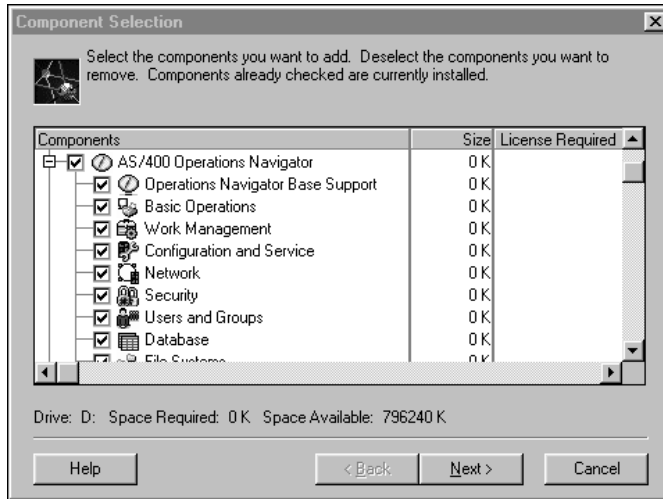 Component Selection
Select the components you want to add. Deselect the components you want to
remove. Components already checked are currently installed.
Components Size License Required
AS/400 Operations Navigator 0 K
Operations Navigator Base Support 0 K
Basic Operations 0 K
Work Management 0 K
Configuration and Service 0 K
Network 0 K
Security 0 K
Users and Groups 0 K
Database 0 K
File Systems 0 K
Drive: D: Space Required: 0 K Space Available: 796240 K
Help < Back Next > Cancel